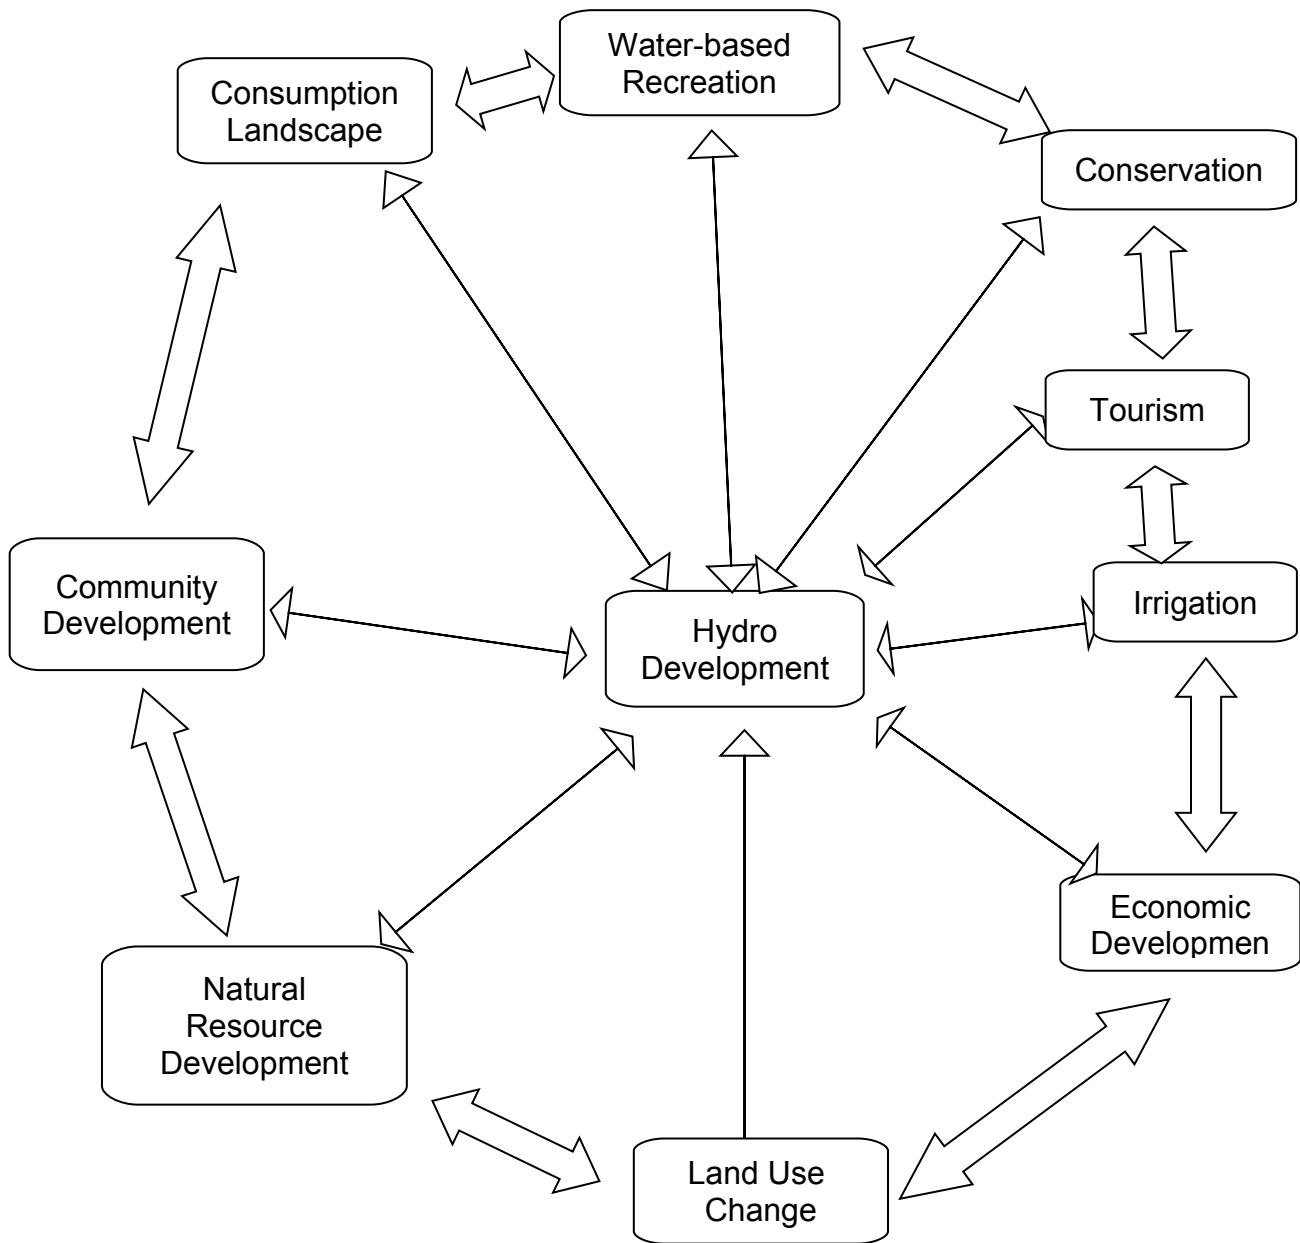 Water-based
Recreation
Consumption
Landscape
Conservation
Tourism
Community
Development
Hydro
Development
Irrigation
Economic
Developmen
Natural
Resource
Development
Land Use
Change